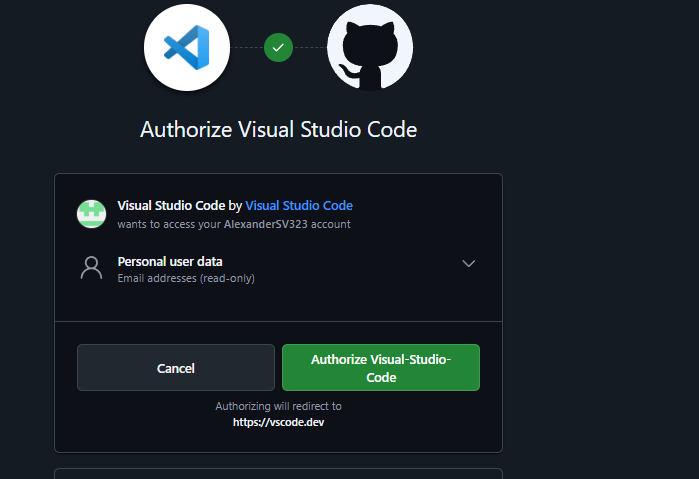 Authorize Visual Studio Code
Visual Studio Code by Visual Studio Code
wants to access your AlexanderSV323 account
Personal user data
Email addresses (read-only)
Cancel
Authorize Visual-Studio-
Code
Authorizing will redirect to
https://vscode.dev